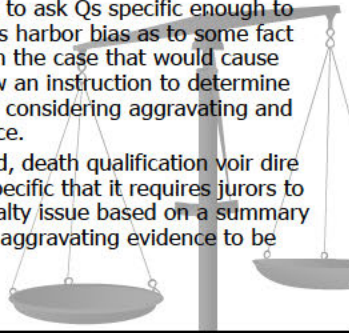 to ask Qs specific enough to
s harbor bias as to some fact
the case that would cause
an instruction to determine
considering aggravating and
ce.
d, death qualification voir dire
pecific that it requires jurors to
alty issue based on a summary
aggravating evidence to be